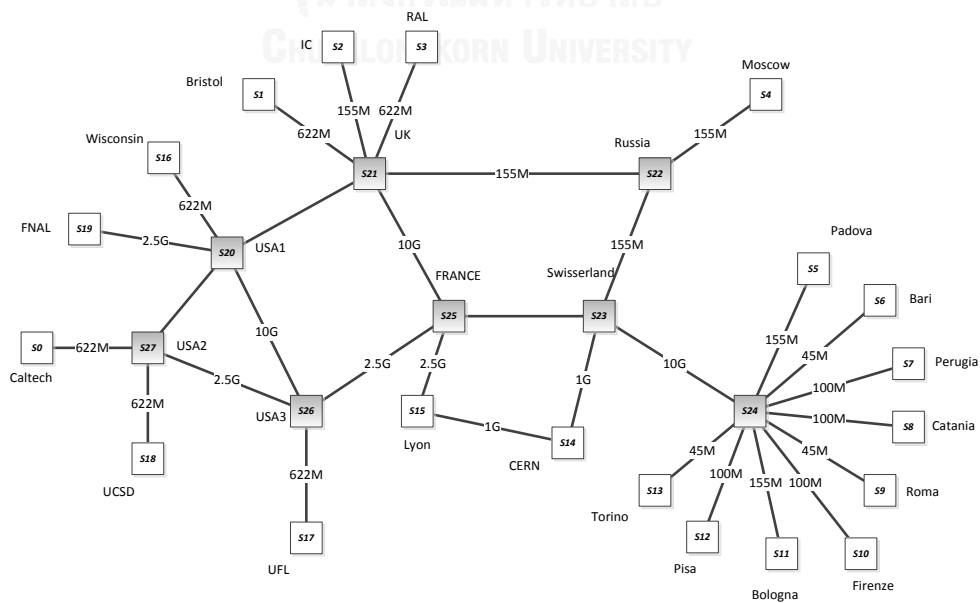 CHULALONGKORN UNIVERSITY
RAL
IC
S2
S3
Moscow
Bristol
S1
S4
155M
622M
622M
UK
155M
Wisconsin
Russia
S16
S21
155M
S22
622M
FNAL
S19
2.5G
S20
USA1
10G
155M
Padova
FRANCE
Swisserland
S5
S6
Bari
10G
S25
S23
S0
622M
S27
USA2
155M
45M
S7
Perugia
Caltech
2.5G
2.5G
2.5G
1G
10G
100M
622M
USA3
S26
S15
1G
S24
100M
S8
Catania
Lyon
S14
45M
45M
S18
CERN
100M
155M
100M
UCSD
622M
S13
S9
Roma
Torino
S17
S12
S11
S10
UFL
Pisa
Bologna
Firenze